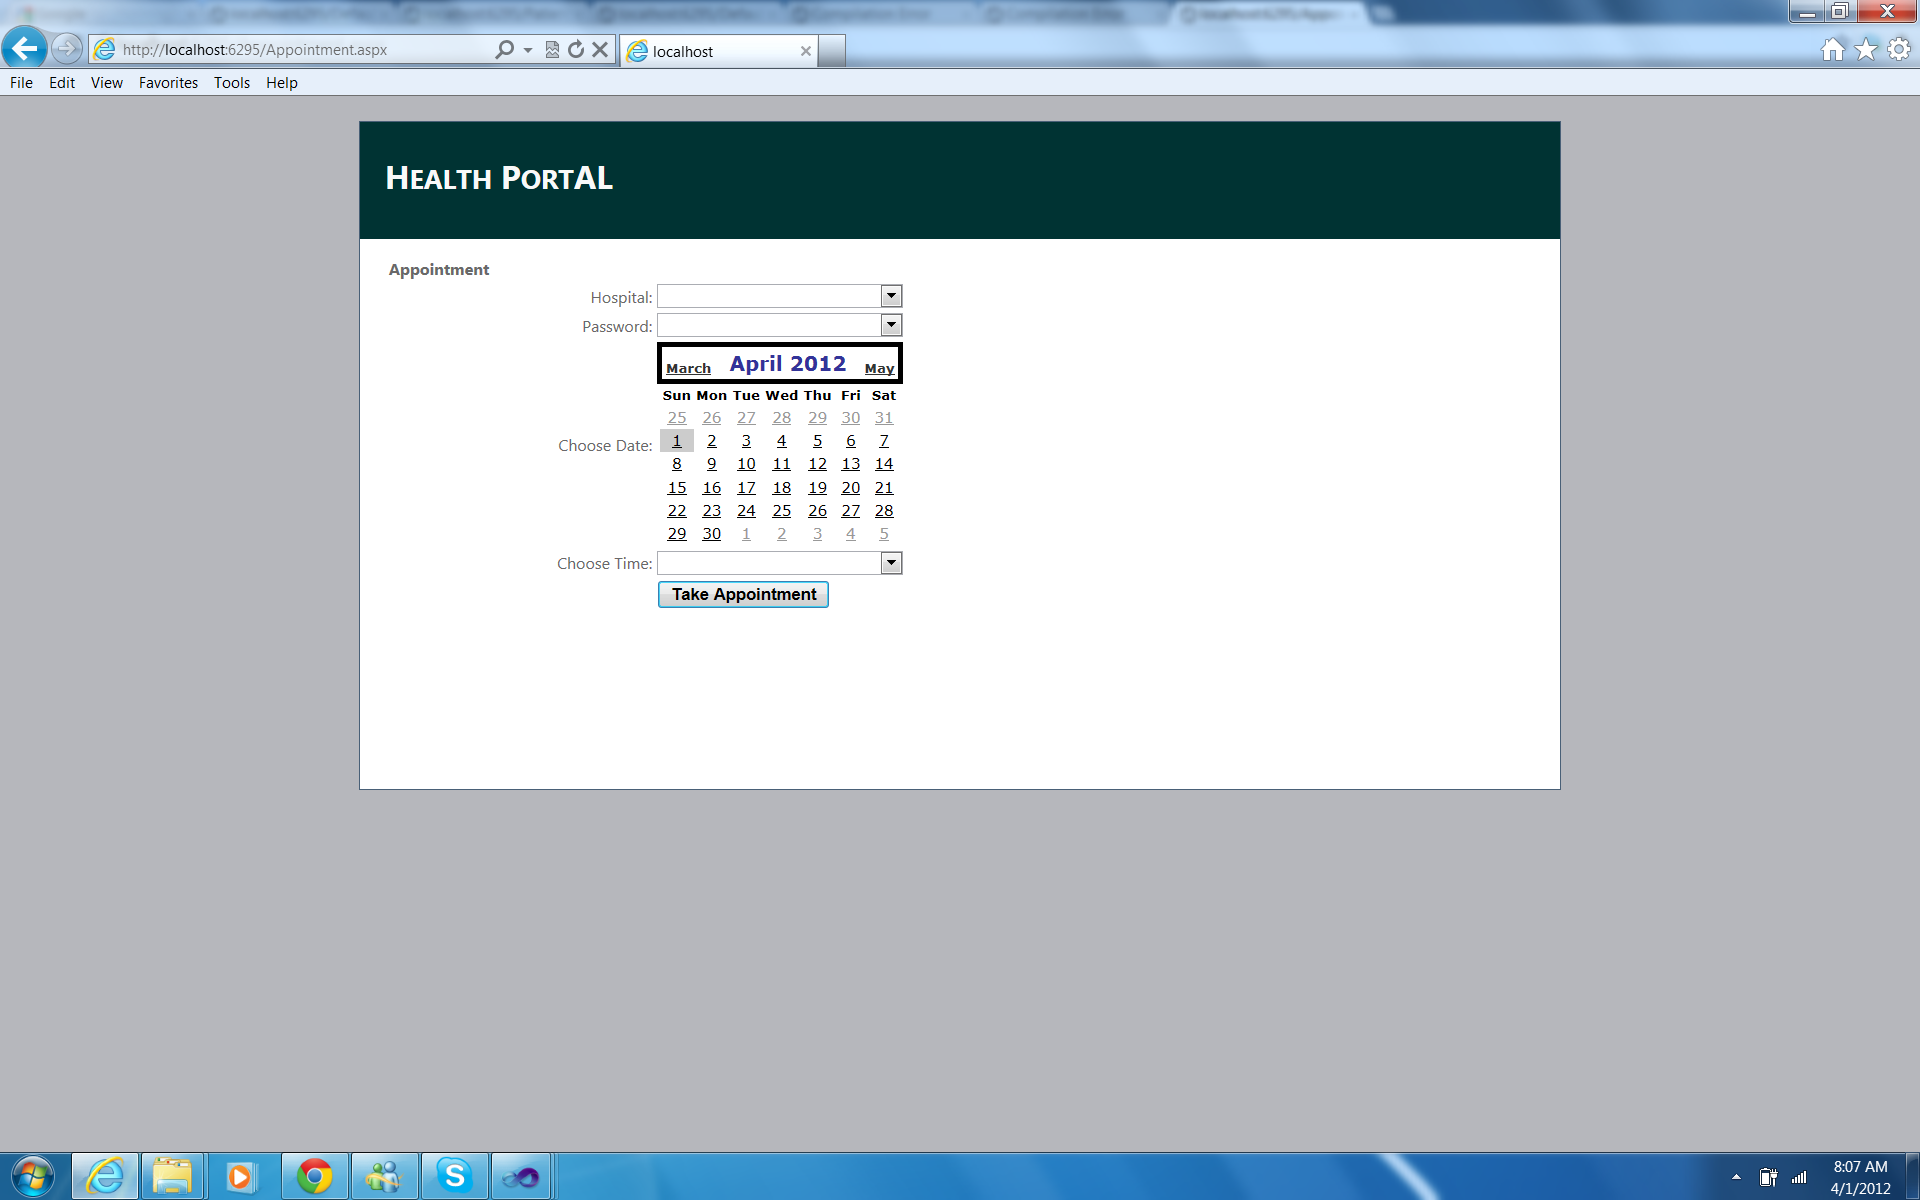 http://localhost:6295/Appointment.aspx
localhost
File Edit View Favorites Tools Help
HEALTH PORTAL
Appointment
Hospital:
Password:
March April 2012 May
Sun Mon Tue Wed Thu Fri Sat
25 26 27 28 29 30 31
Choose Date:
1 2 3 4 5 6 7
8 9 10 11 12 13 14
15 16 17 18 19 20 21
22 23 24 25 26 27 28
29 30 1 2 3 4 5
Choose Time:
Take Appointment
8:07 AM
4/1/2012